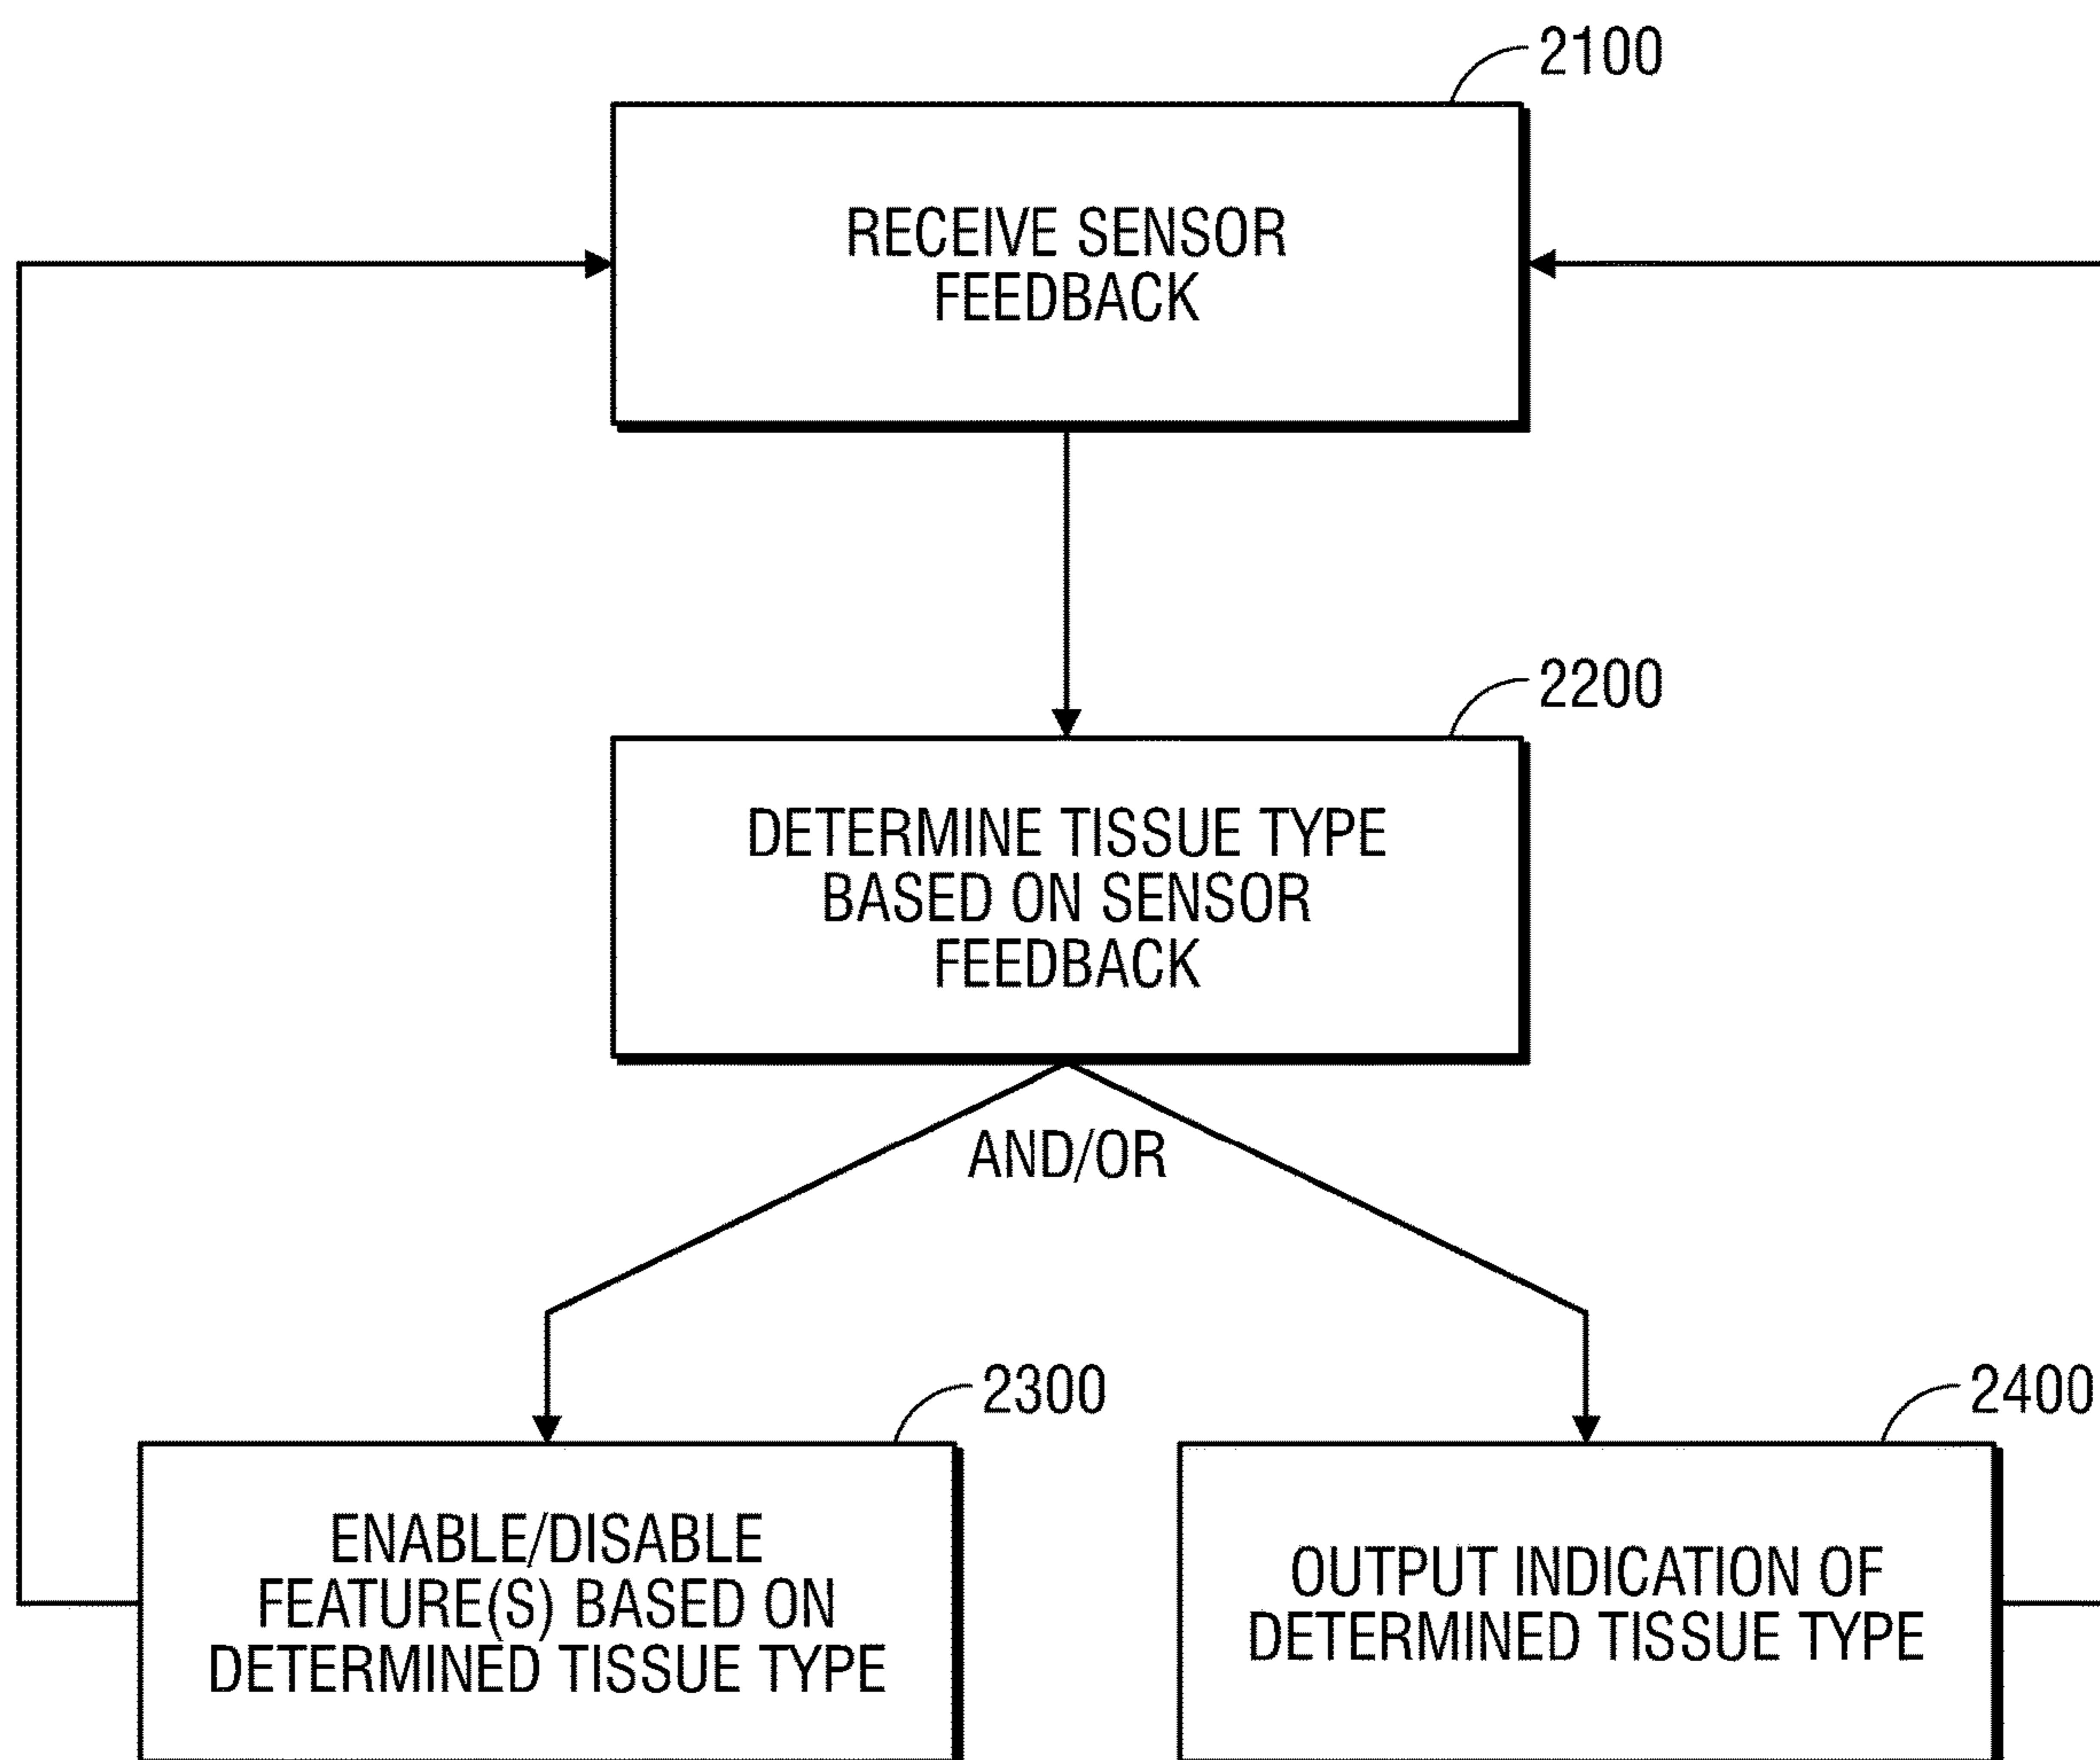 2100
RECEIVE SENSOR
FEEDBACK
2200
DETERMINE TISSUE TYPE
BASED ON SENSOR
FEEDBACK
AND/OR
2300
ENABLE/DISABLE
FEATURE(S) BASED ON
DETERMINED TISSUE TYPE
2400
OUTPUT INDICATION OF
DETERMINED TISSUE TYPE